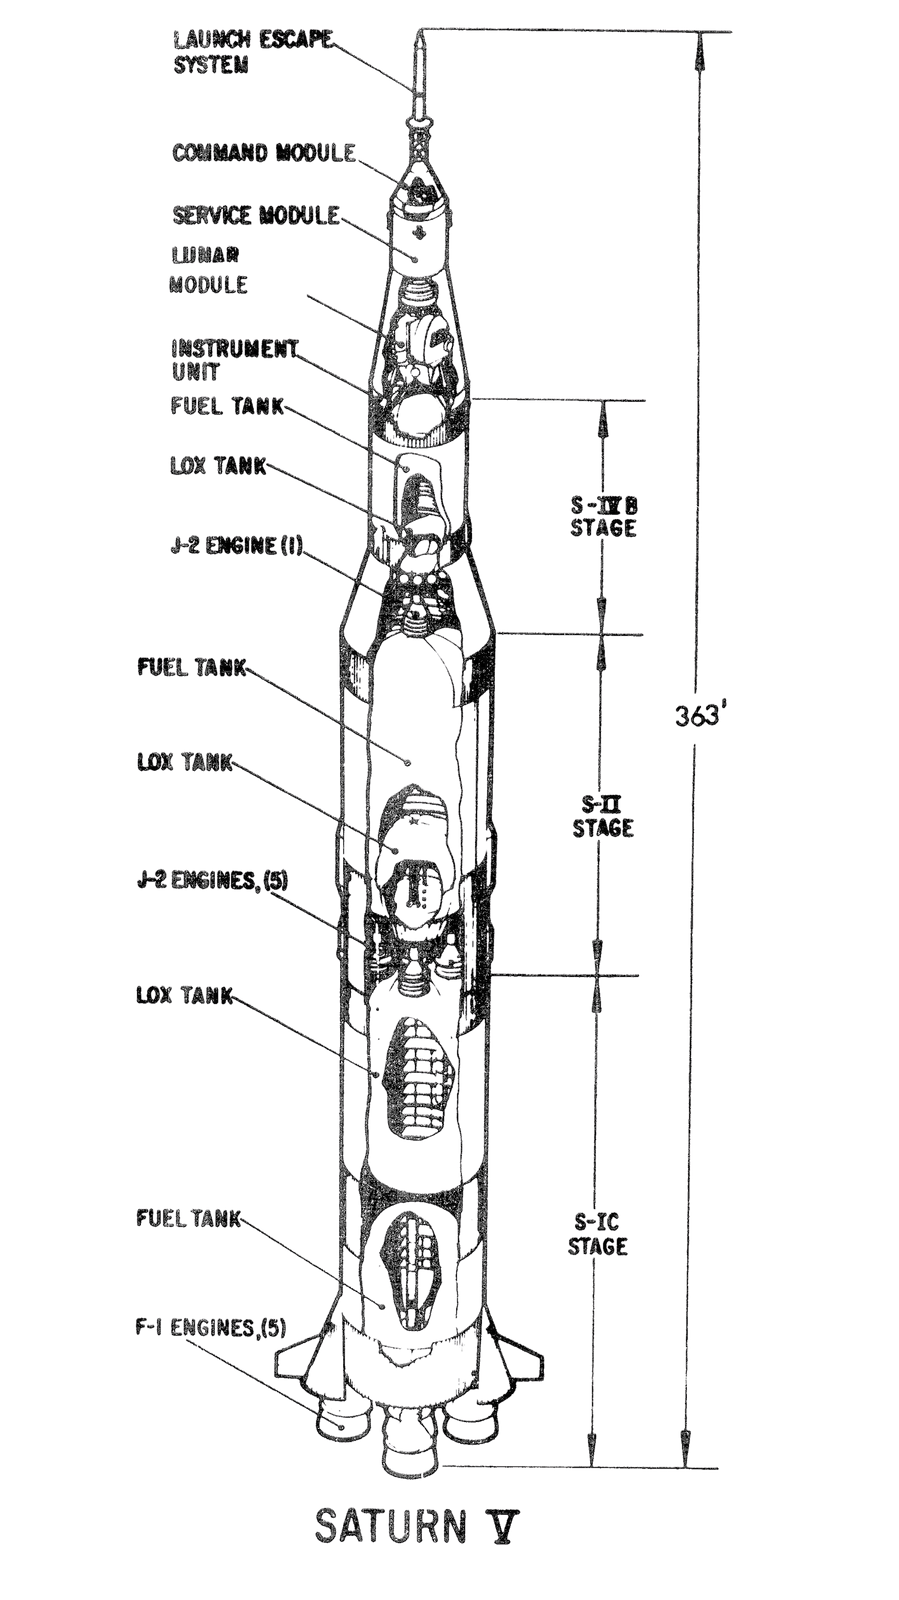 LAUNCH ESCAPE
SYSTEM
COMMAND MODULE
SERVICE MODULE
LUNAR
MODULE
INSTRUMENT
UNIT
FUEL TANK
LOX TANK
J-2 ENGINE (1)
S-IVB
STAGE
FUEL TANK
363'
LOX TANK
S-II
STAGE
J-2 ENGINES, (5)
LOX TANK
FUEL TANK
S-IC
STAGE
F-1 ENGINES, (5)
SATURN V